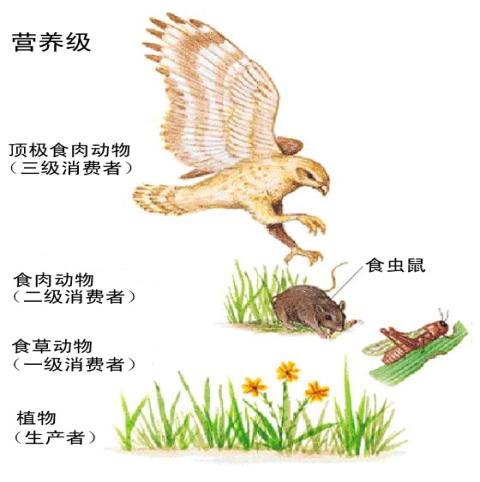 营养级
顶极食肉动物
（三级消费者）
食虫鼠
食肉动物
（二级消费者）
食草动物
（一级消费者）
植物
（生产者）